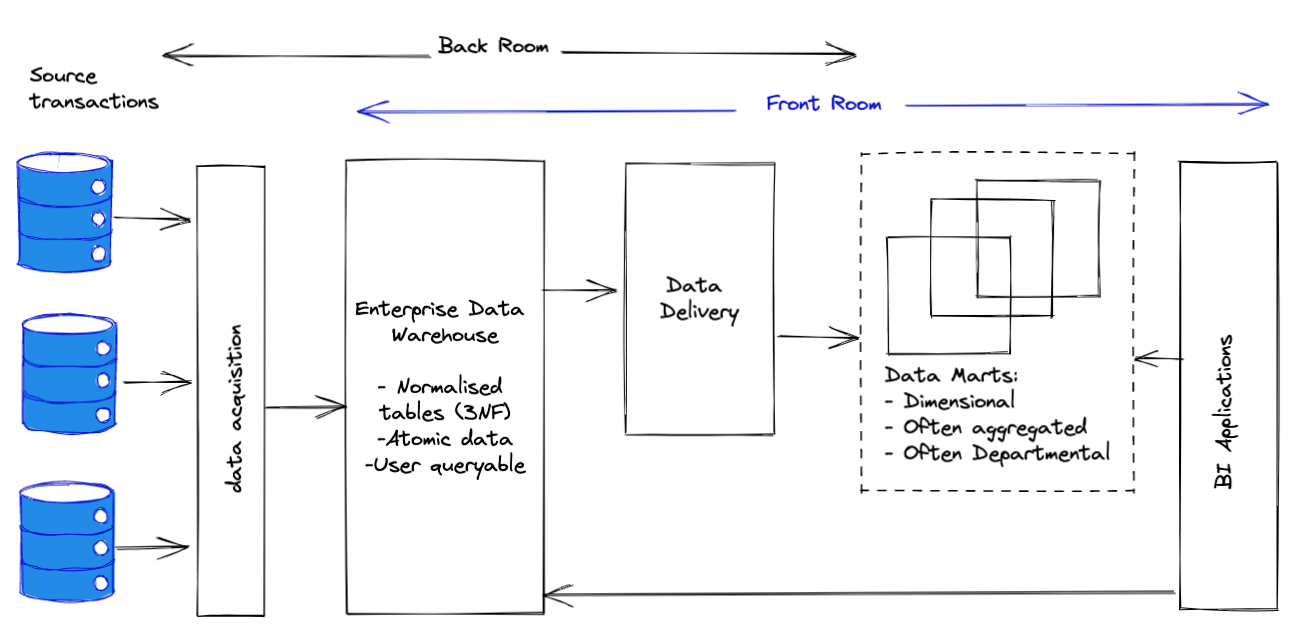 Back Room
Source
transactions
Front Room
data acquisition
Enterprise Data
Warehouse
- Normalised
tables (3NF)
-Atomic data
-User queryable
Data
Delivery
Data Marts:
- Dimensional
- Often aggregated
- Often Departmental
BI Applications